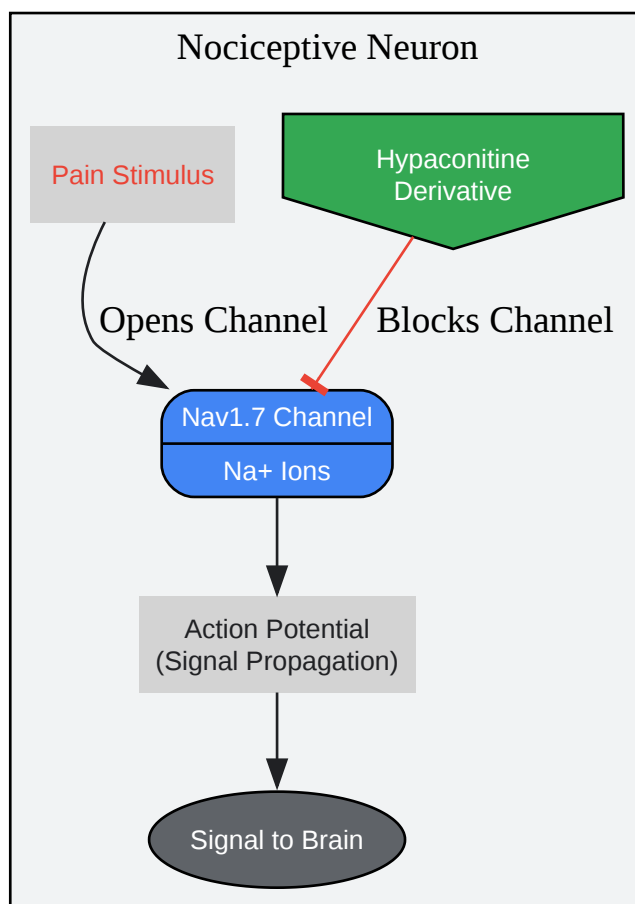 Nociceptive Neuron
Pain Stimulus
Hypaconitine
Derivative
Opens Channel
Blocks Channel
Nav1.7 Channel
Na+ Ions
Action Potential
(Signal Propagation)
Signal to Brain